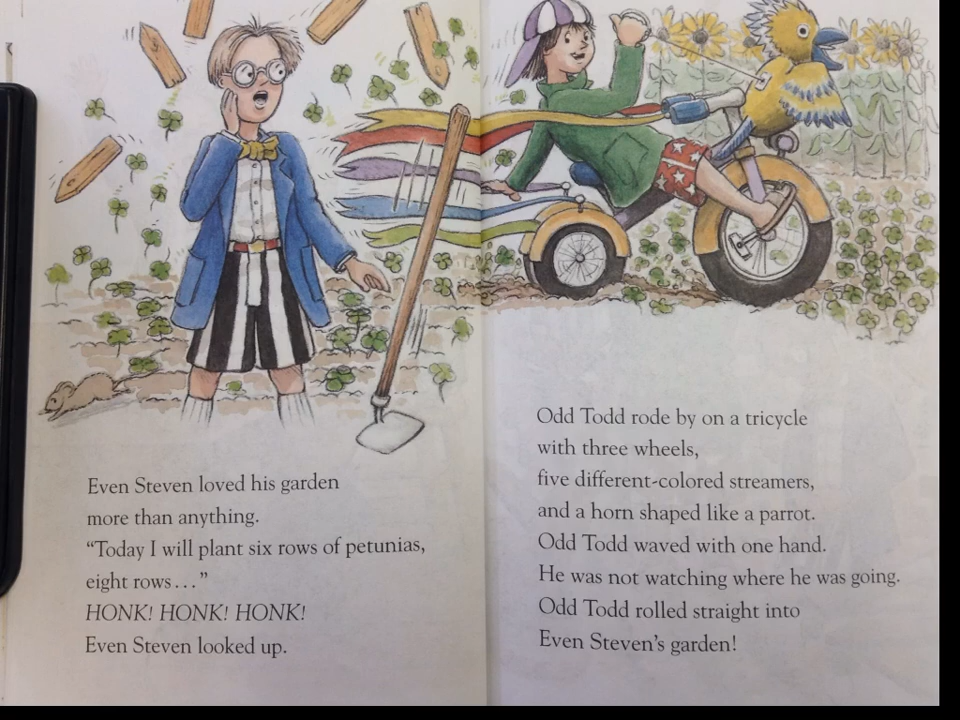 Even Steven loved his garden
more than anything.
“Today I will plant six rows of petunias,
eight rows . . . ”
HONK! HONK! HONK!
Even Steven looked up.
Odd Todd rode by on a tricycle
with three wheels,
five different-colored streamers,
and a horn shaped like a parrot.
Odd Todd waved with one hand.
He was not watching where he was going.
Odd Todd rolled straight into
Even Steven’s garden!